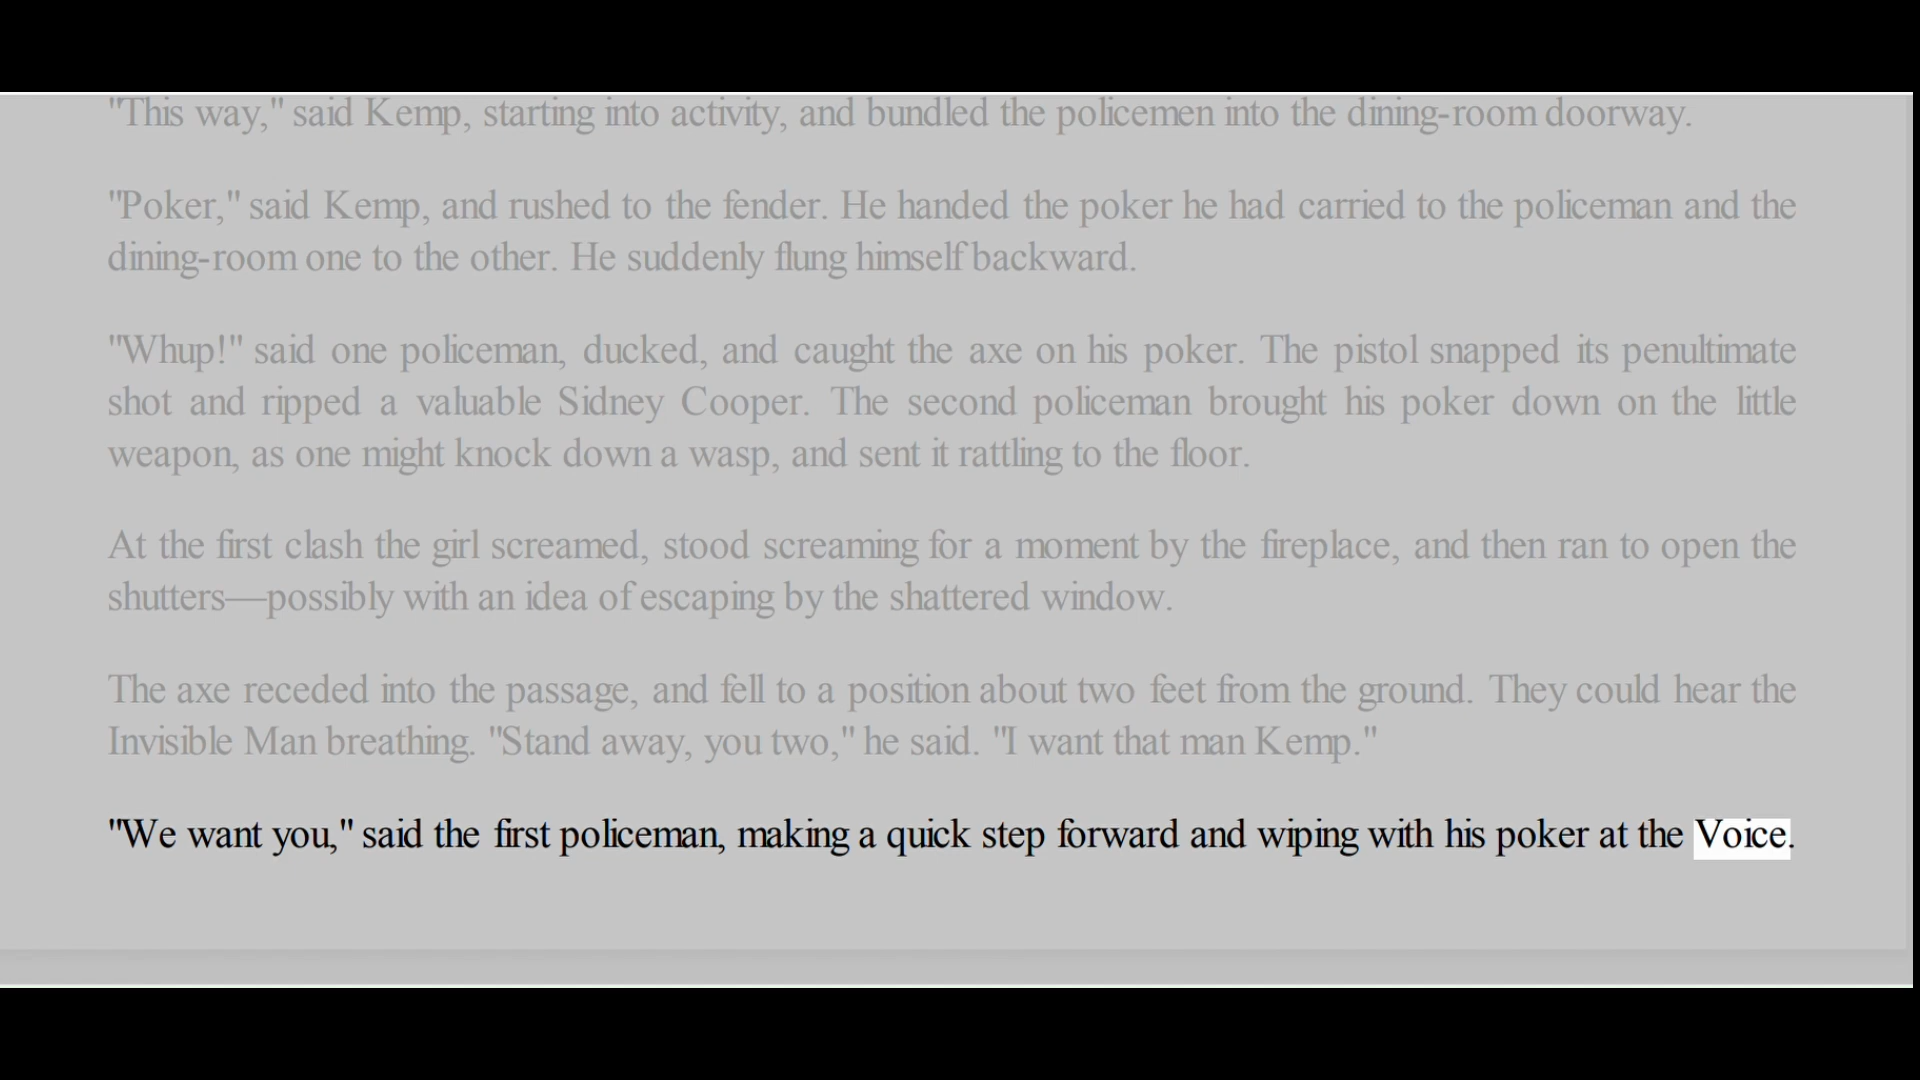 "This way," said Kemp, starting into activity, and bundled the policemen into the dining-room doorway.
"Poker," said Kemp, and rushed to the fender. He handed the poker he had carried to the policeman and the
dining-room one to the other. He suddenly flung himself backward.
"Whup!" said one policeman, ducked, and caught the axe on his poker. The pistol snapped its penultimate
shot and ripped a valuable Sidney Cooper. The second policeman brought his poker down on the little
weapon, as one might knock down a wasp, and sent it rattling to the floor.
At the first clash the girl screamed, stood screaming for a moment by the fireplace, and then ran to open the
shutters—possibly with an idea of escaping by the shattered window.
The axe receded into the passage, and fell to a position about two feet from the ground. They could hear the
Invisible Man breathing. "Stand away, you two," he said. "I want that man Kemp."
"We want you," said the first policeman, making a quick step forward and wiping with his poker at the Voice.